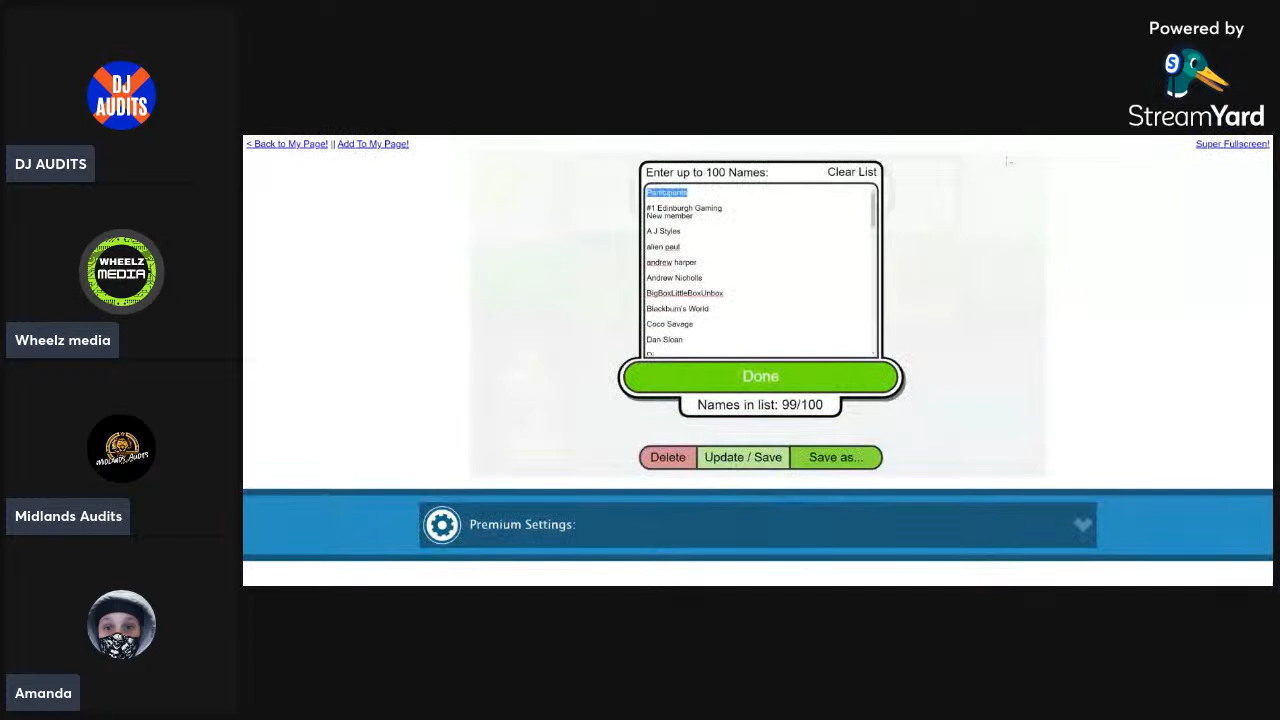 Powered by
S
StreamYard
DJ
AUDITS
DJ AUDITS
WHEELZ
MEDIA
Wheelz media
MIDLANDS AUDITS
Midlands Audits
Amanda
< Back to My Page! || Add To My Page!
Super Fullscreen!
Enter up to 100 Names:
Clear List
Participants
#1 Edinburgh Gaming
New member
A J Styles
alien paul
andrew harper
Andrew Nicholls
BigBoxLittleBoxUnbox
Blackburn's World
Coco Savage
Dan Sloan
Done
Names in list: 99/100
Delete
Update / Save
Save as...
Premium Settings: